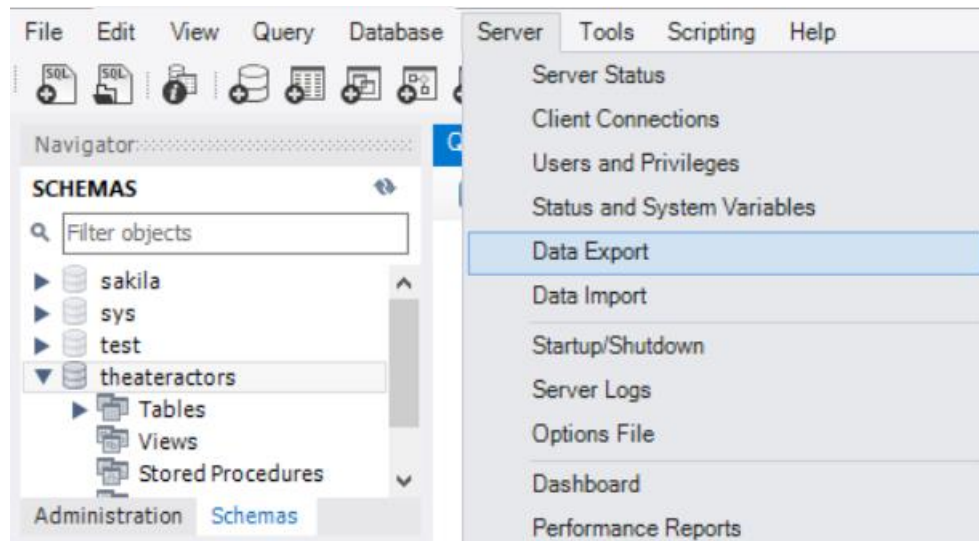 File Edit View Query Database Server Tools Scripting Help
SQL SQL
Navigator
SCHEMAS
Filter objects
sakila
sys
test
theateractors
Tables
Views
Stored Procedures
Administration Schemas
Q
Server Status
Client Connections
Users and Privileges
Status and System Variables
Data Export
Data Import
Startup/Shutdown
Server Logs
Options File
Dashboard
Performance Reports